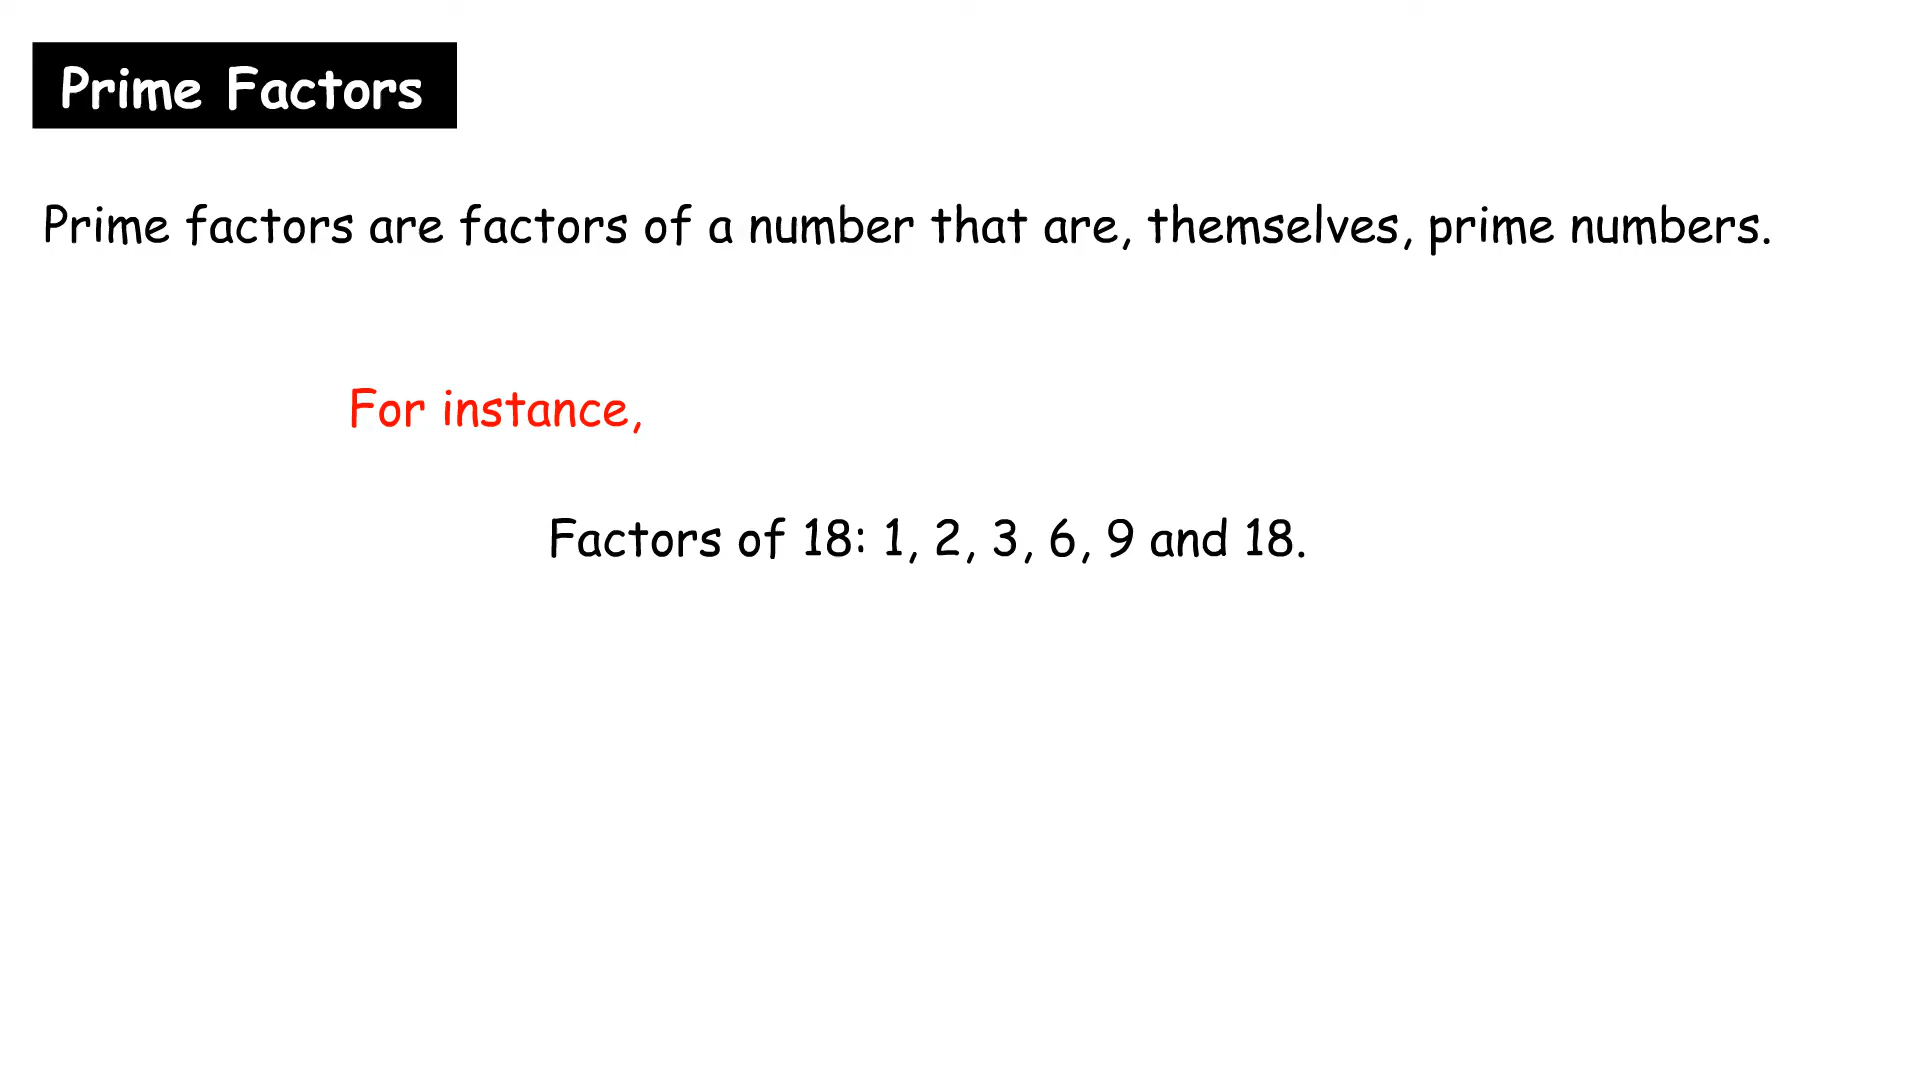 Prime Factors
Prime factors are factors of a number that are, themselves, prime numbers.
For instance,
Factors of 18: 1, 2, 3, 6, 9 and 18.